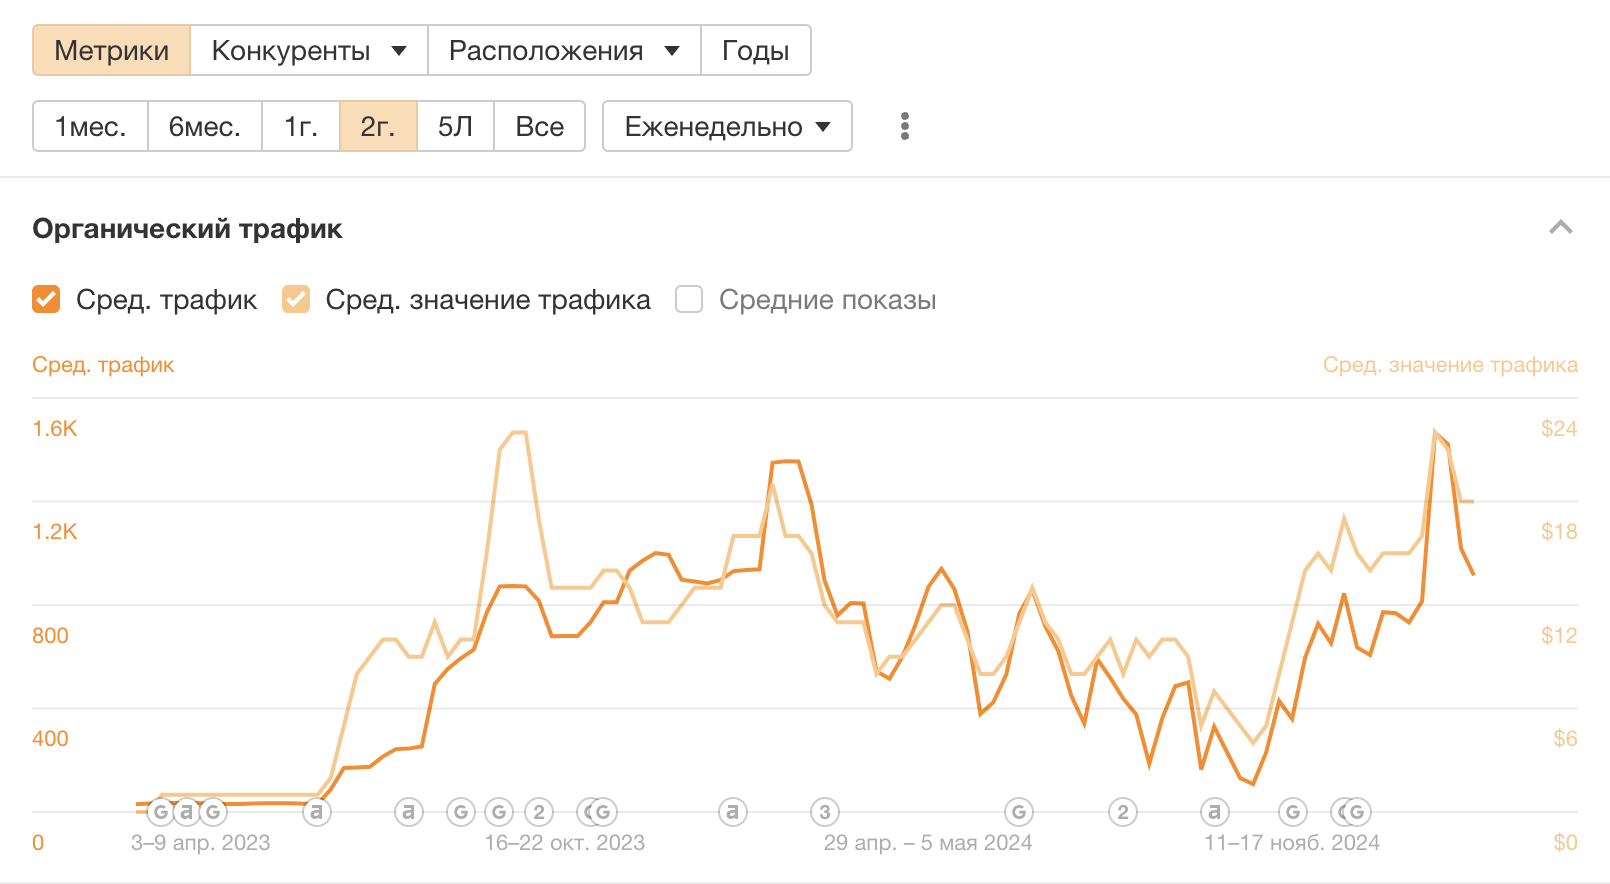 Метрики Конкуренты Расположения Годы
1мес. 6мес. 1г. 2г. 5Л Все Еженедельно
Органический трафик
Сред. трафик Сред. значение трафика Средние показы
Сред. трафик Сред. значение трафика
1.6K $24
1.2K $18
800 $12
400 $6
G a G a a G G 2 G G a 3 G 2 a G G G
0 3–9 апр. 2023 16–22 окт. 2023 29 апр. – 5 мая 2024 11–17 нояб. 2024 $0